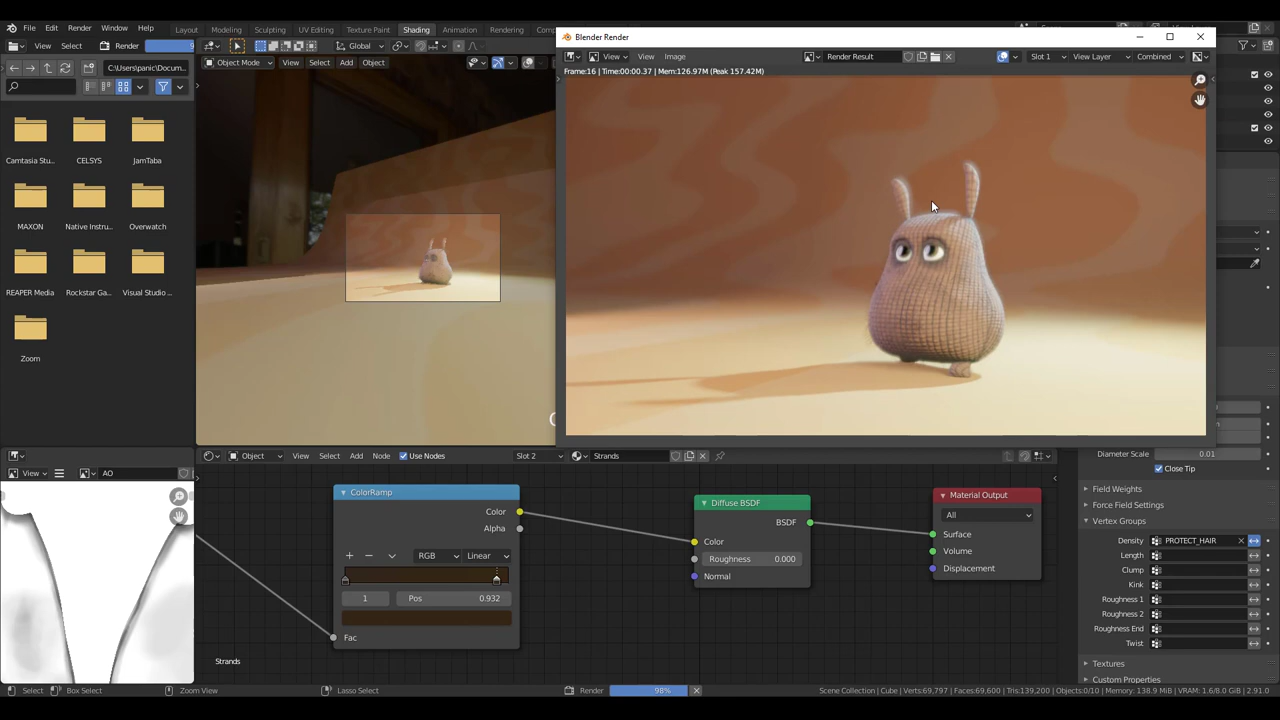 File Edit Render Window Help Layout Modeling Sculpting UV Editing Texture Paint Shading Animation Rendering
Blender Render
View Select Render
Global
View View Image Render Result Slot 1 View Layer Combined
C:\users\panic\Docum...
Object Mode View Select Add Object
Frame:16 | Time:00:00.37 | Mem:126.97M (Peak 157.42M)
Camtasia Stu... CELSYS JamTaba
MAXON Native Instru... Overwatch
REAPER Media Rockstar Ga... Visual Studio ...
Zoom
Object View Select Add Node Use Nodes Slot 2 Strands
Diameter Scale 0.01
View AO
Close Tip
ColorRamp
Color
Alpha
RGB Linear
1 Pos 0.932
Fac
Diffuse BSDF
BSDF
Color
Roughness 0.000
Normal
Material Output
All
Surface
Volume
Displacement
Field Weights
Force Field Settings
Vertex Groups
Density PROTECT_HAIR
Length
Clump
Kink
Roughness 1
Roughness 2
Roughness End
Twist
Textures
Custom Properties
Strands
Select Box Select Zoom View Lasso Select Render 98% Scene Collection | Cube | Verts:69,797 | Faces:69,600 | Tris:139,200 | Objects:0/10 | Memory: 138.9 MiB | VRAM: 1.6/8.0 GiB | 2.91.0